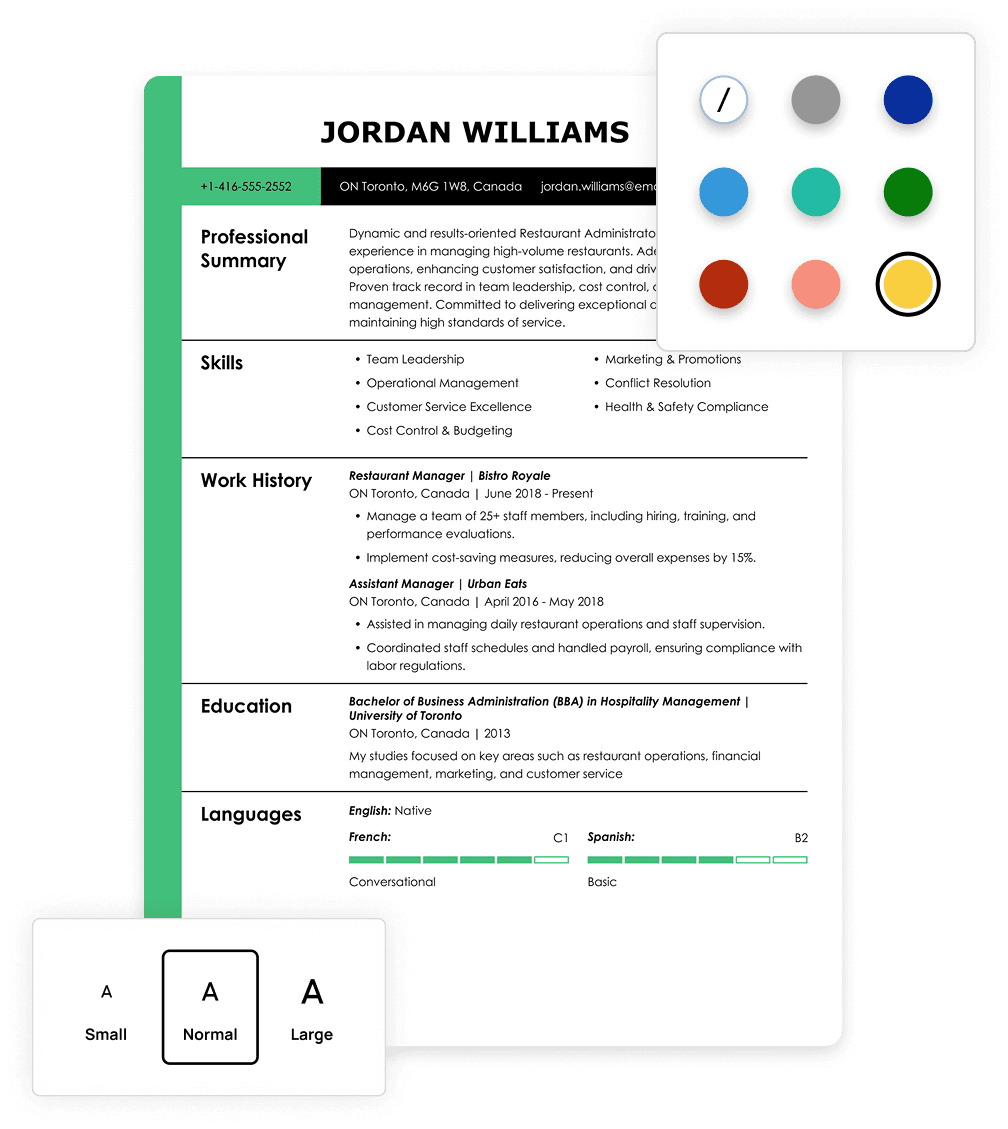 JORDAN WILLIAMS
+1-416-555-2552 ON Toronto, M6G 1W8, Canada jordan.williams@em
Professional Summary
Dynamic and results-oriented Restaurant
experience in managing high-volume restaurants.
operations, enhancing customer satisfaction, and
Proven track record in team leadership, cost control,
management. Committed to delivering exceptional
maintaining high standards of service.
Skills
• Team Leadership
• Operational Management
• Customer Service Excellence
• Cost Control & Budgeting
• Marketing & Promotions
• Conflict Resolution
• Health & Safety Compliance
Work History
Restaurant Manager | Bistro Royale
ON Toronto, Canada | June 2018 - Present
• Manage a team of 25+ staff members, including hiring, training, and
performance evaluations.
• Implement cost-saving measures, reducing overall expenses by 15%.
Assistant Manager | Urban Eats
ON Toronto, Canada | April 2016 - May 2018
• Assisted in managing daily restaurant operations and staff supervision.
• Coordinated staff schedules and handled payroll, ensuring compliance with
labor regulations.
Education
Bachelor of Business Administration (BBA) in Hospitality Management |
University of Toronto
ON Toronto, Canada | 2013
My studies focused on key areas such as restaurant operations, financial
management, marketing, and customer service
Languages
English: Native
French: C1
Conversational
Spanish: B2
Basic
A A A
Small Normal Large